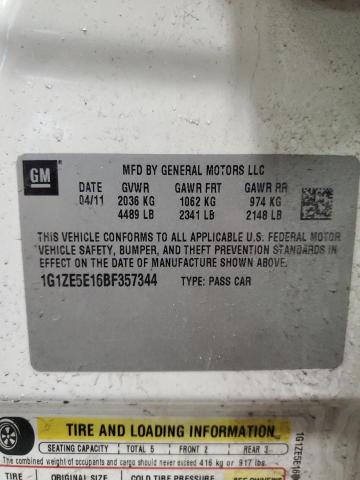 GM
MFD BY GENERAL MOTORS LLC
DATE GVWR GAWR FRT GAWR RR
04/11 2036 KG 1062 KG 974 KG
4489 LB 2341 LB 2148 LB
THIS VEHICLE CONFORMS TO ALL APPLICABLE U.S. FEDERAL MOTOR
VEHICLE SAFETY, BUMPER, AND THEFT PREVENTION STANDARDS IN
EFFECT ON THE DATE OF MANUFACTURE SHOWN ABOVE.
1G1ZE5E16BF357344 TYPE: PASS CAR
TIRE AND LOADING INFORMATION
SEATING CAPACITY TOTAL 5 FRONT 2 REAR 3
The combined weight of occupants and cargo should never exceed 416 kg or 917 lbs.
TIRE ORIGINAL SIZE
1G1ZE5E16